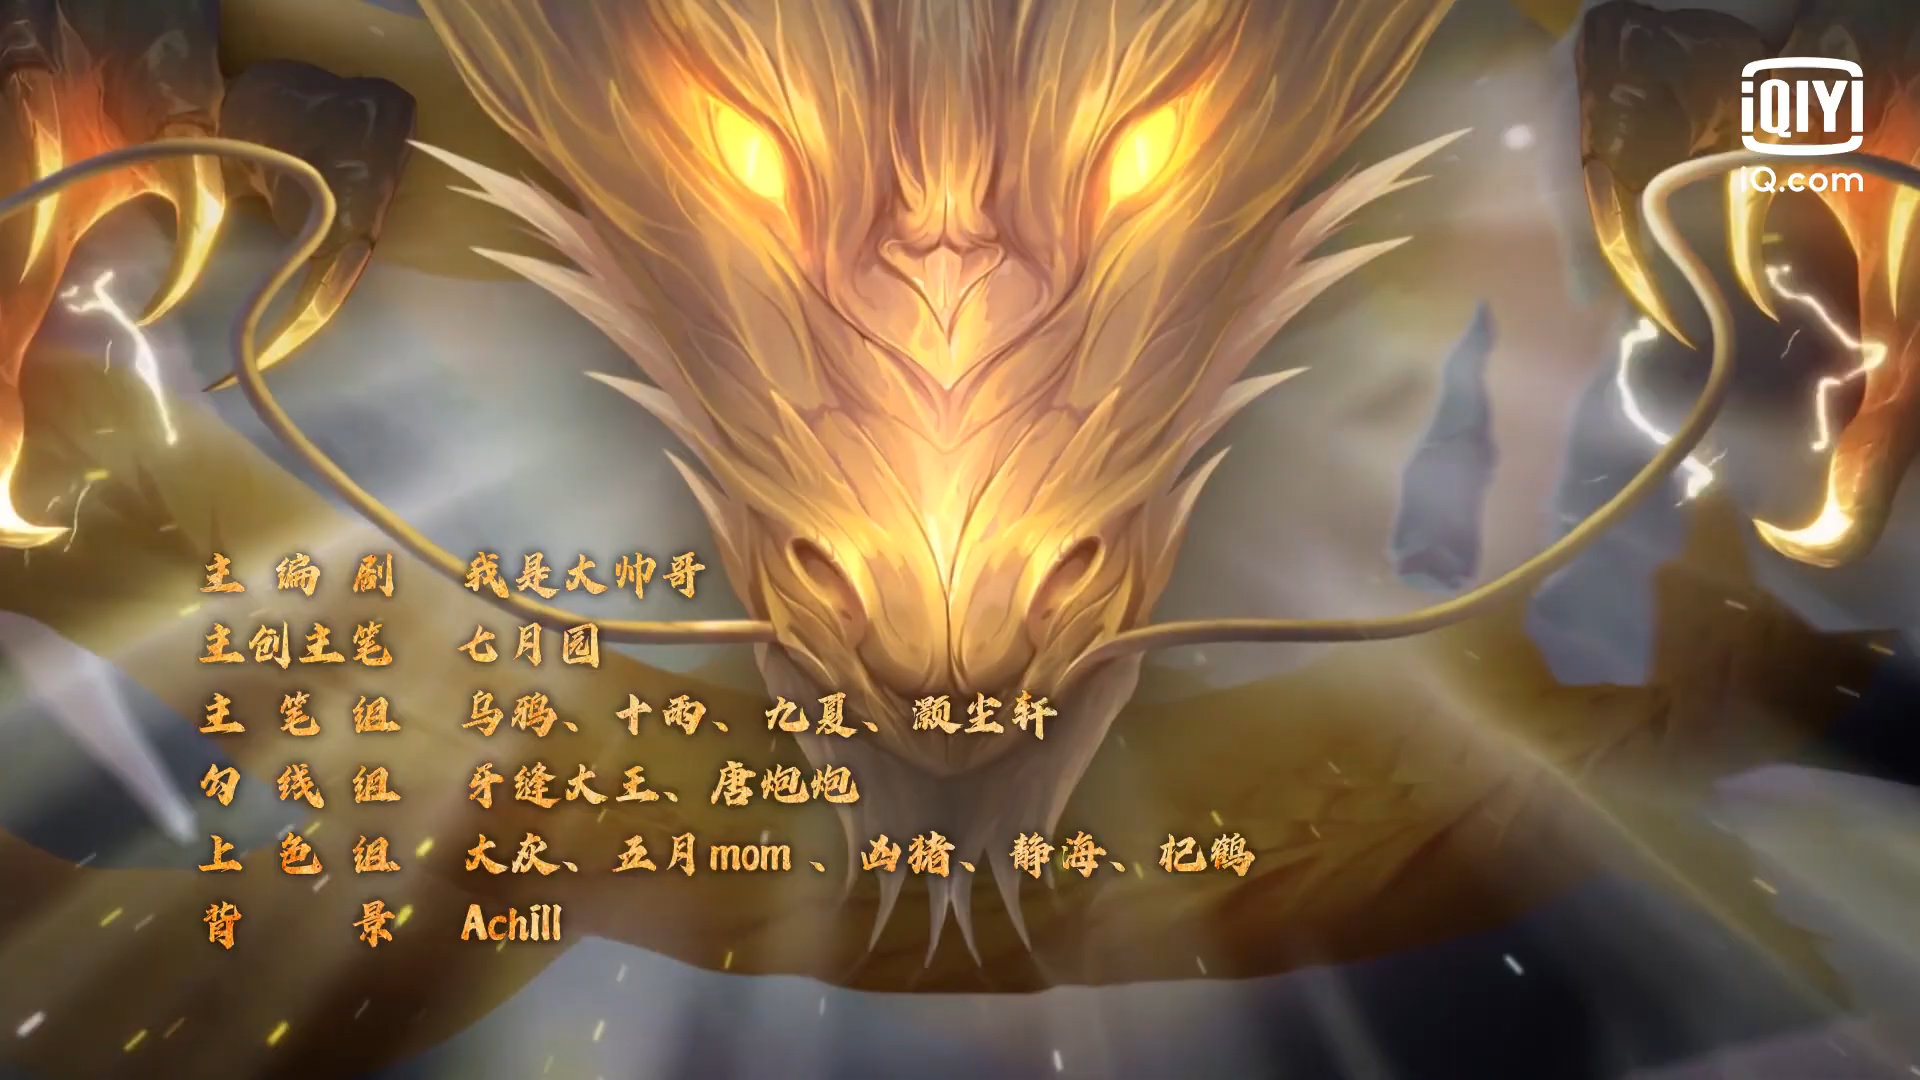 iQIYI
iQ.com
主编剧 我是大帅哥
主创主笔 七月园
主笔组 乌鸦、十雨、九夏、灏尘轩
勾线组 牙缝大王、唐炮炮
上色组 大灰、五月mom、凶猪、静海、杞鹤
背景 Achill